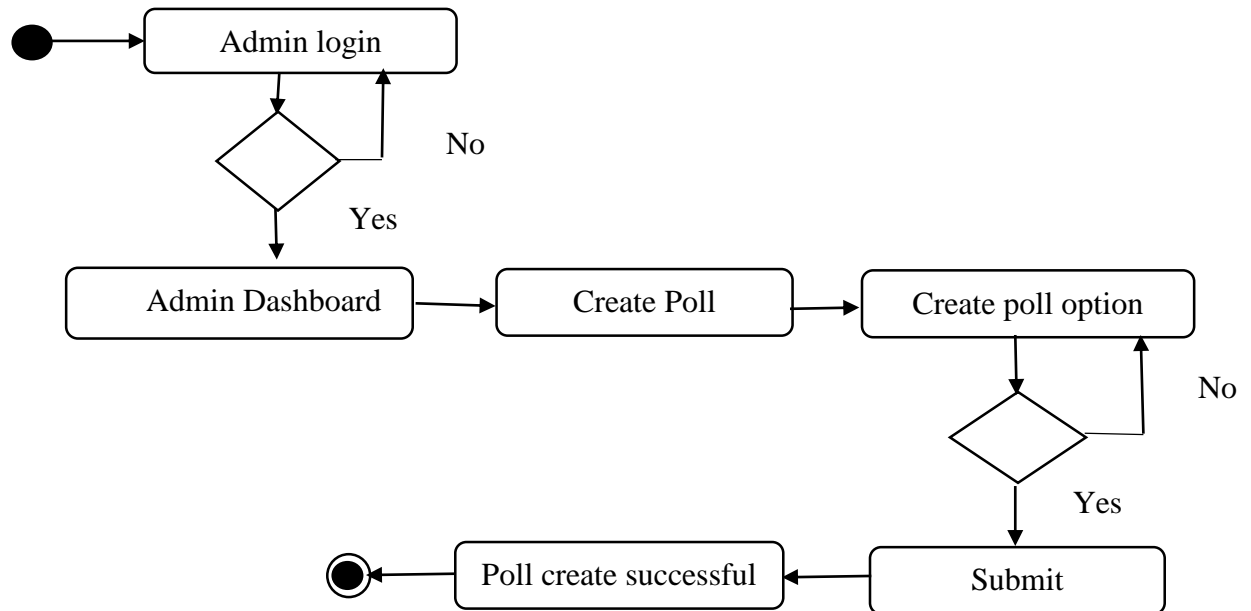 Admin login
No
Yes
Admin Dashboard
Create Poll
Create poll option
No
Yes
Poll create successful
Submit